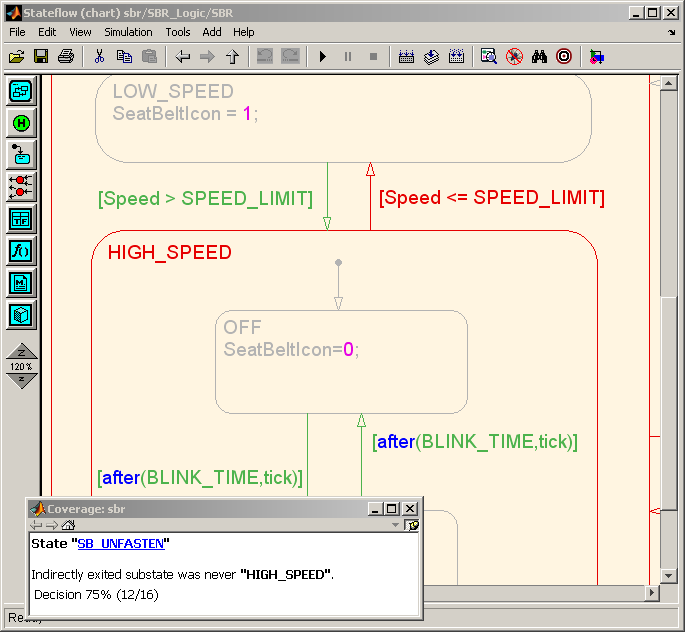 Stateflow (chart) sbr/SBR_Logic/SBR
File Edit View Simulation Tools Add Help
LOW_SPEED
SeatBeltIcon = 1;
[Speed > SPEED_LIMIT]
[Speed <= SPEED_LIMIT]
HIGH_SPEED
OFF
SeatBeltIcon=0;
120%
[after(BLINK_TIME,tick)]
[after(BLINK_TIME,tick)]
Coverage: sbr
State "SB_UNFASTEN"
Indirectly exited substate was never "HIGH_SPEED".
Decision 75% (12/16)